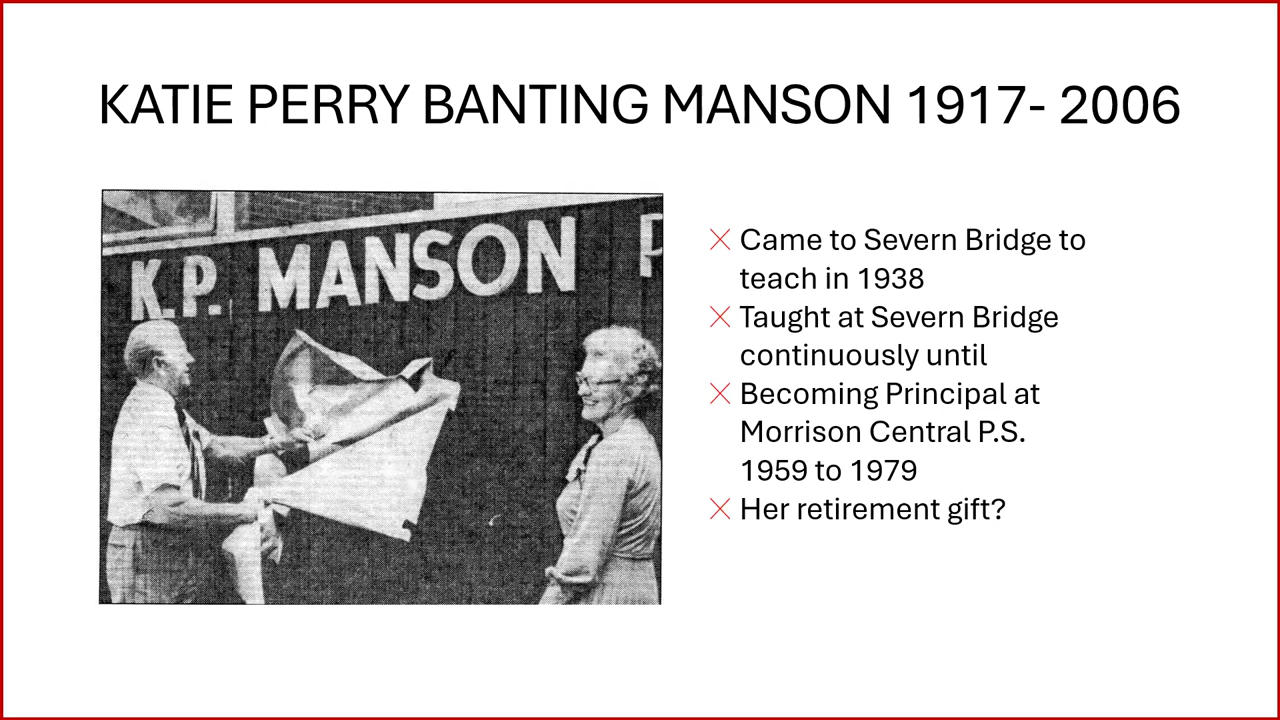 KATIE PERRY BANTING MANSON 1917- 2006
K.P. MANSON P
Came to Severn Bridge to
teach in 1938
Taught at Severn Bridge
continuously until
Becoming Principal at
Morrison Central P.S.
1959 to 1979
Her retirement gift?